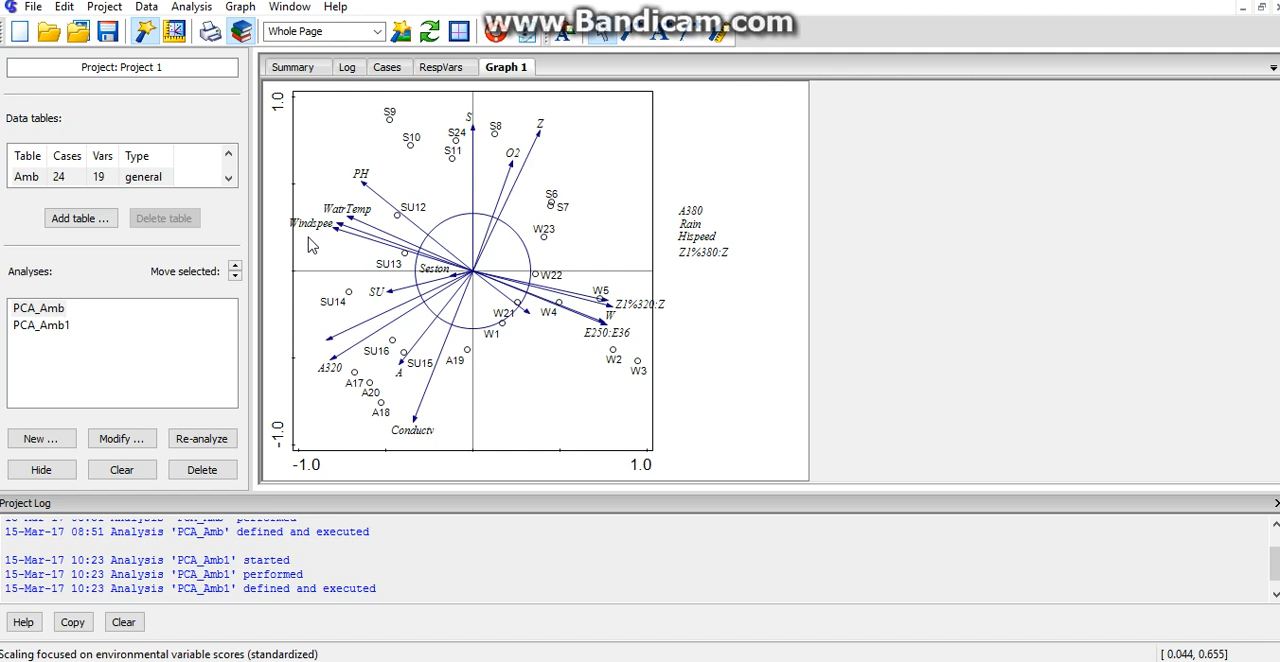 File Edit Project Data Analysis Graph Window Help
www.Bandicam.com
Whole Page
Project: Project 1
Summary Log Cases RespVars Graph 1
Data tables:
Table Cases Vars Type
Amb 24 19 general
Add table ... Delete table
Analyses: Move selected:
PCA_Amb
PCA_Amb1
New ... Modify ... Re-analyze
Hide Clear Delete
1.0
S9
S
S8
Z
S10
S24
S11
O2
PH
S6
S7
WatrTemp
SU12
Windspee
W23
SU13
Seston
W22
SU14
SU
W5
Z1%320:Z
W21
W4
W
W1
E250:E36
SU16
SU15
A19
W2
W3
A320
A
A17
A20
A18
Conductv
-1.0
-1.0 1.0
A380
Rain
Hispeed
Z1%380:Z
Project Log
15-Mar-17 08:51 Analysis 'PCA_Amb' defined and executed
15-Mar-17 10:23 Analysis 'PCA_Amb1' started
15-Mar-17 10:23 Analysis 'PCA_Amb1' performed
15-Mar-17 10:23 Analysis 'PCA_Amb1' defined and executed
Help Copy Clear
Scaling focused on environmental variable scores (standardized)
[ 0.044, 0.655]